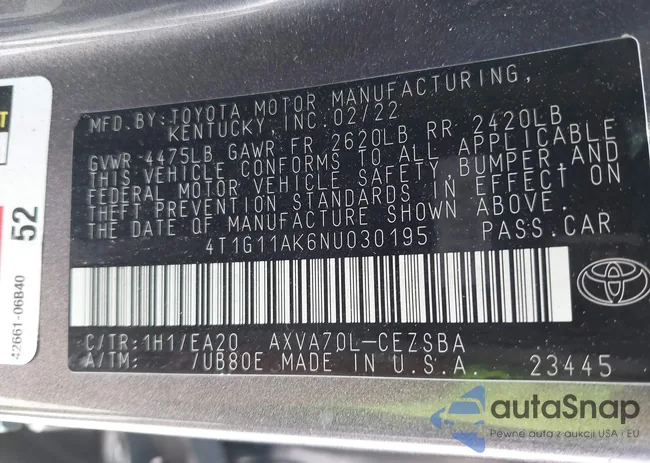 MFD.BY:TOYOTA MOTOR MANUFACTURING,
KENTUCKY,INC.02/22
GVWR 4475LB GAWR FR 2620LB RR 2420LB
THIS VEHICLE CONFORMS TO ALL APPLICABLE
FEDERAL MOTOR VEHICLE SAFETY,BUMPER,AND
THEFT PREVENTION STANDARDS IN EFFECT ON
THE DATE OF MANUFACTURE SHOWN ABOVE.
4T1G11AK6NU030195 PASS.CAR
C/TR:1H1/EA20 AXVA70L-CEZSBA
A/TM: /UB80E MADE IN U.S.A. 23445
52
42661-06B40
autaSnap
Pewne auta z aukcji USA i EU